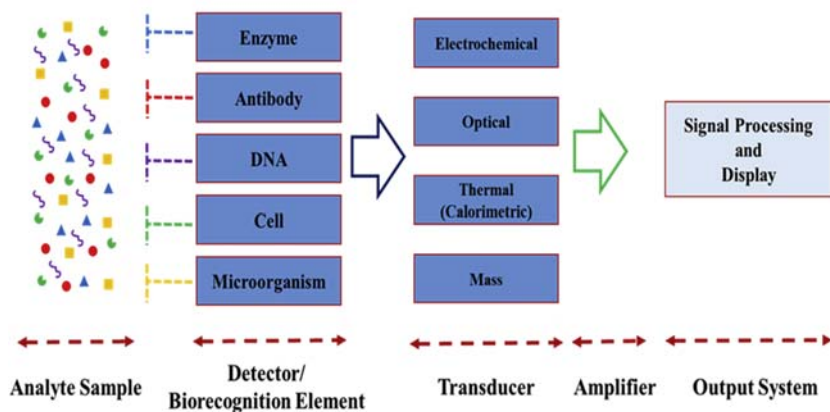 Enzyme
Antibody
DNA
Cell
Microorganism
Electrochemical
Optical
Thermal
(Calorimetric)
Mass
Signal Processing
and
Display
Analyte Sample
Detector/
Biorecognition Element
Transducer
Amplifier
Output System